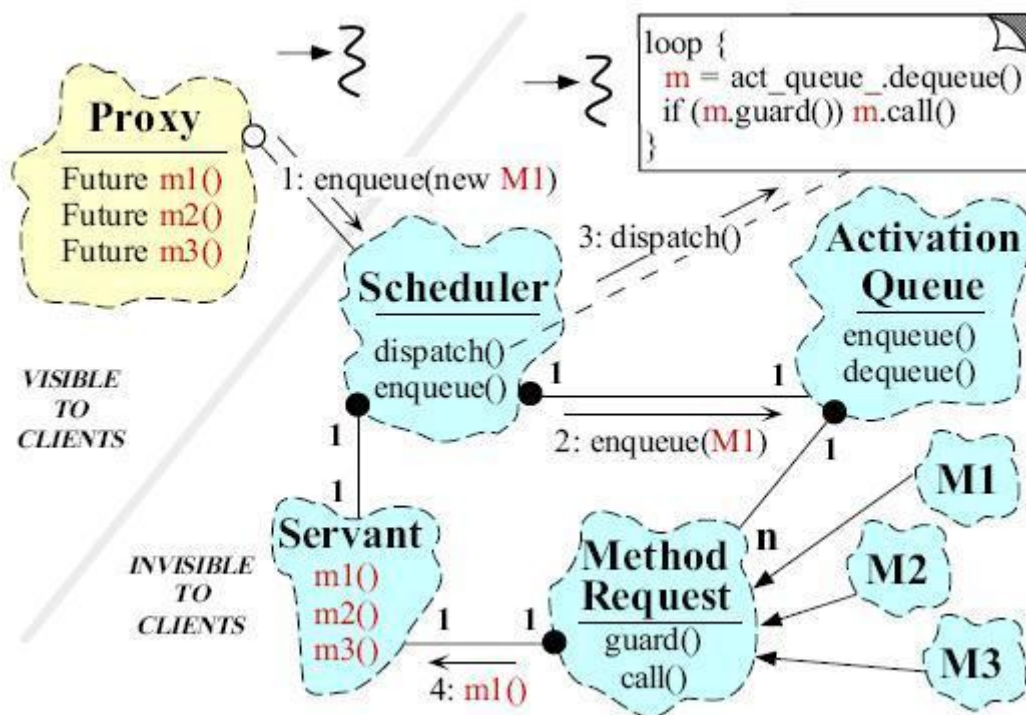 loop {
m = act_queue_.dequeue()
if (m.guard()) m.call()
}
Proxy
Future m1()
Future m2()
Future m3()
1: enqueue(new M1)
3: dispatch()
Scheduler
dispatch()
enqueue()
Activation
Queue
enqueue()
dequeue()
VISIBLE
TO
CLIENTS
1
1
2: enqueue(M1)
1
1
1
n
M1
M2
M3
Servant
m1()
m2()
m3()
INVISIBLE
TO
CLIENTS
Method
Request
guard()
call()
1
1
4: m1()